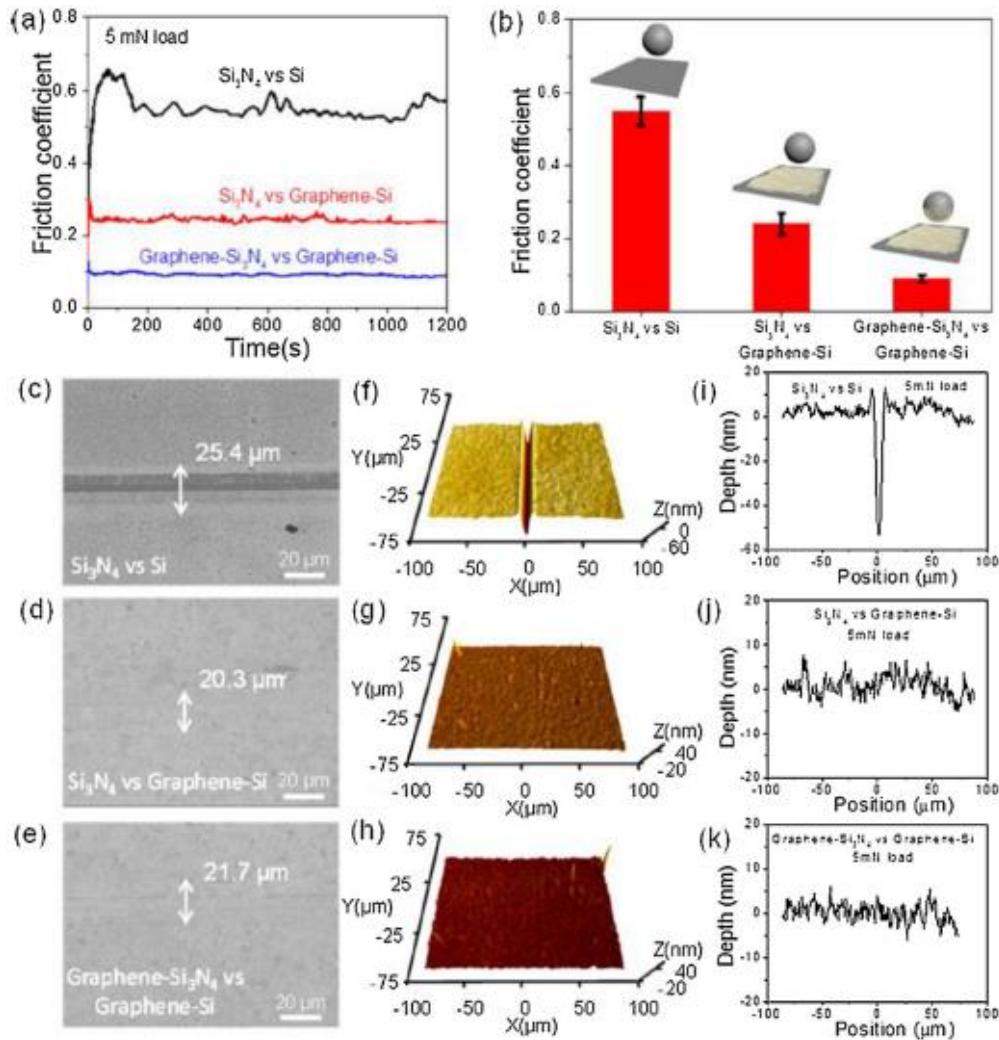 (a)
5 mN load
Si₃N₄ vs Si
Si₃N₄ vs Graphene-Si
Graphene-Si₃N₄ vs Graphene-Si
Friction coefficient
0.8
0.6
0.4
0.2
0.0
0 200 400 600 800 1000 1200
Time(s)
(b)
Friction coefficient
0.8
0.6
0.4
0.2
0.0
Si₃N₄ vs Si
Si₃N₄ vs
Graphene-Si
Graphene-Si₃N₄ vs
Graphene-Si
(c)
25.4 μm
Si₃N₄ vs Si
20 μm
(f)
75
25
-25
-75
Y(μm)
Z(nm)
0
-60
-100 -50 0 50 100
X(μm)
(i)
Si₃N₄ vs Si
5mN load
Depth (nm)
20
0
-20
-40
-60
-100 -50 0 50 100
Position (μm)
(d)
20.3 μm
Si₃N₄ vs Graphene-Si
20 μm
(g)
75
25
-25
-75
Y(μm)
Z(nm)
40
-20
-100 -50 0 50 100
X(μm)
(j)
Si₃N₄ vs Graphene-Si
5mN load
Depth (nm)
20
10
0
-10
-20
-100 -50 0 50 100
Position (μm)
(e)
21.7 μm
Graphene-Si₃N₄ vs
Graphene-Si
20 μm
(h)
75
25
-25
-75
Y(μm)
Z(nm)
40
-20
-100 -50 0 50 100
X(μm)
(k)
Graphene-Si₃N₄ vs Graphene-Si
5mN load
Depth (nm)
20
10
0
-10
-20
-100 -50 0 50 100
Position (μm)